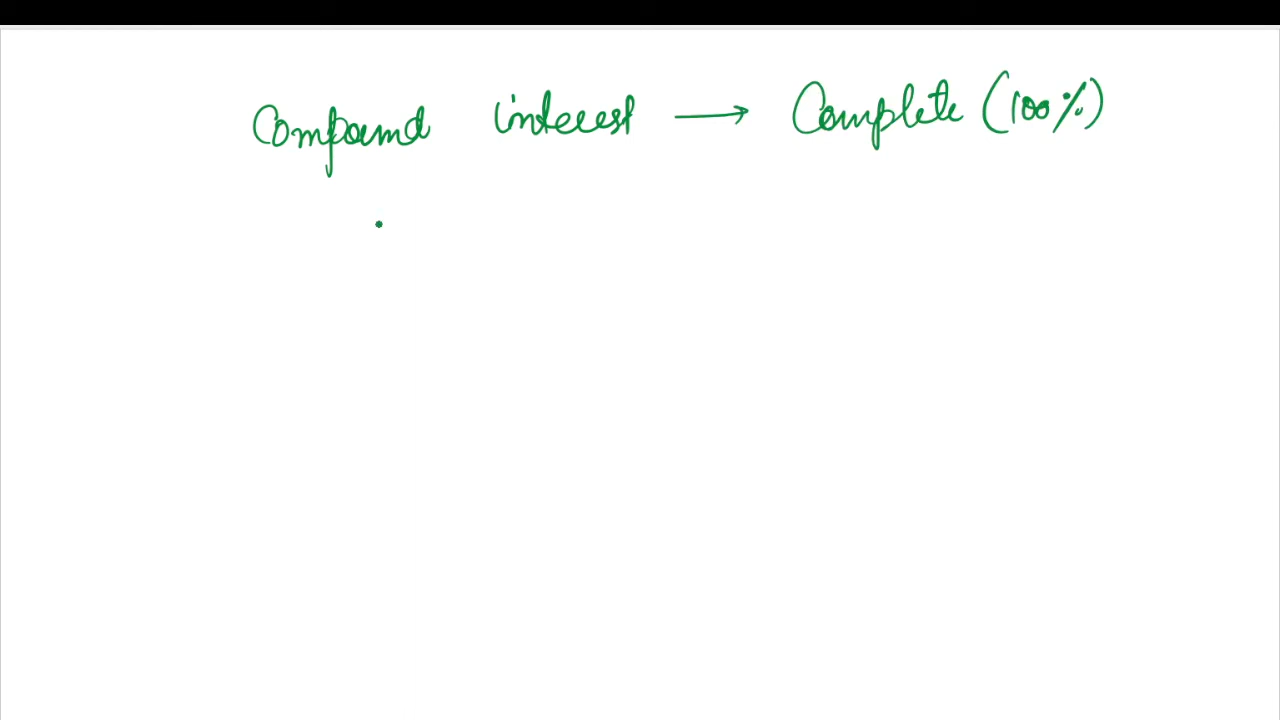 Compound interest → Complete (100%)